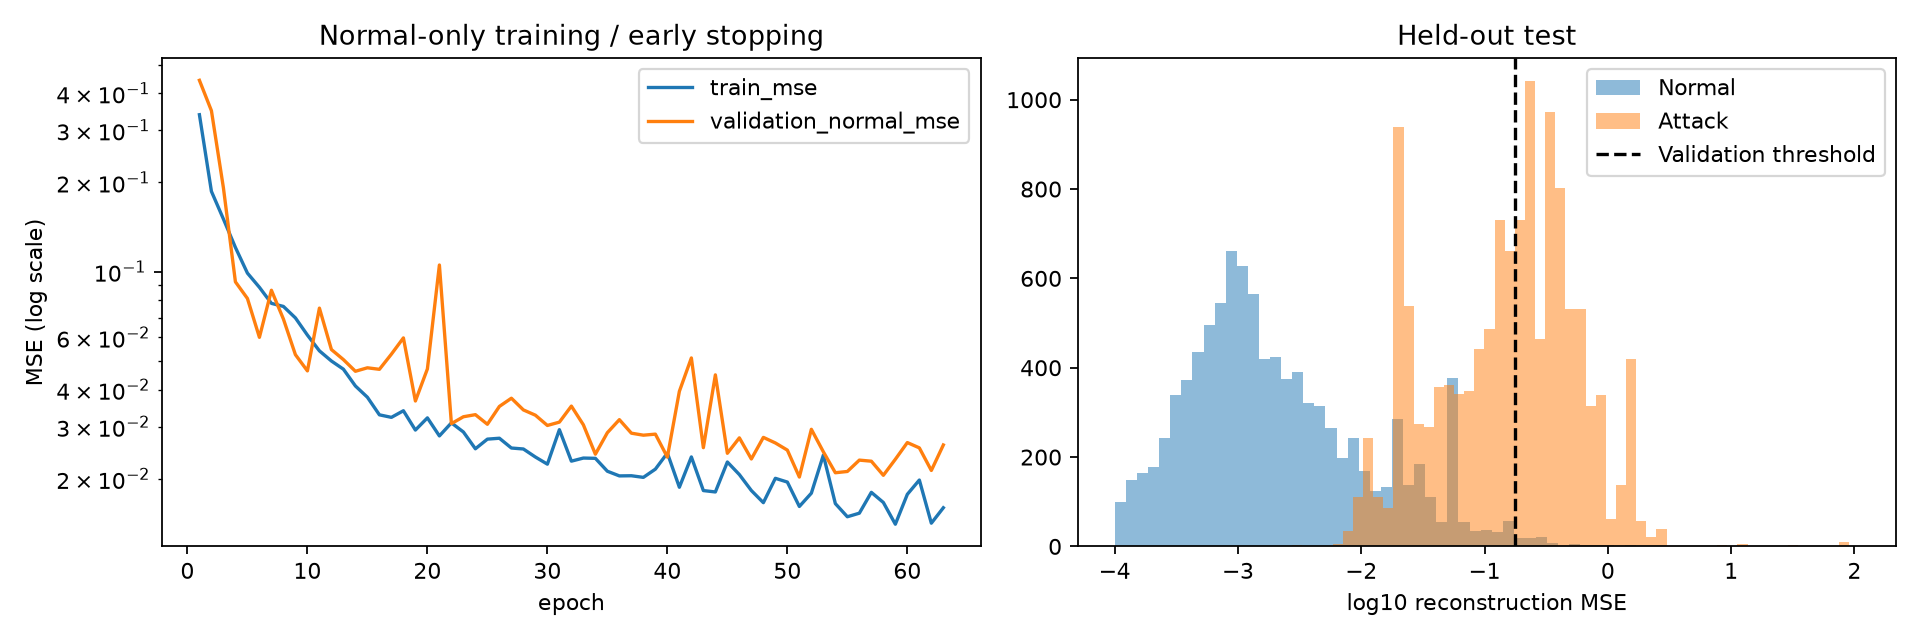 Normal-only training / early stopping
MSE (log scale)
4 × 10⁻¹
3 × 10⁻¹
2 × 10⁻¹
10⁻¹
6 × 10⁻²
4 × 10⁻²
3 × 10⁻²
2 × 10⁻²
train_mse
validation_normal_mse
0 10 20 30 40 50 60
epoch
Held-out test
1000
800
600
400
200
0
Normal
Attack
Validation threshold
−4 −3 −2 −1 0 1 2
log10 reconstruction MSE